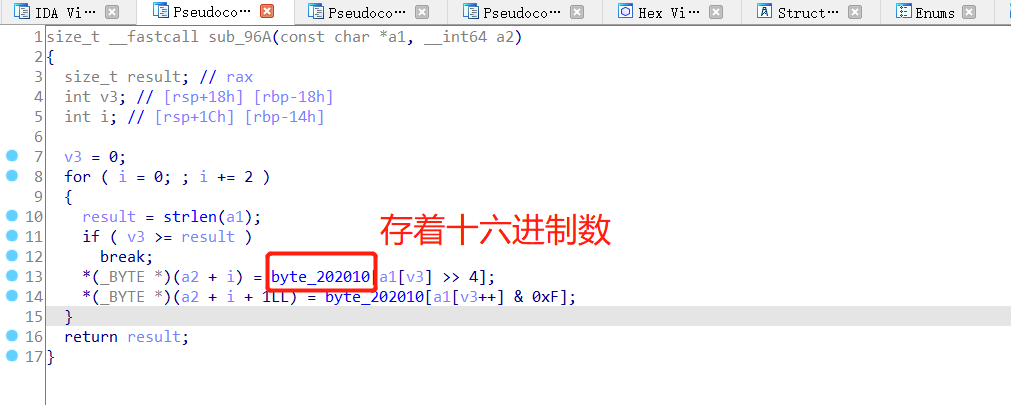 IDA Vi··· Pseudoco··· Pseudoco··· Pseudoco··· Hex Vi··· Struct··· Enums
1 size_t __fastcall sub_96A(const char *a1, __int64 a2)
2 {
3 size_t result; // rax
4 int v3; // [rsp+18h] [rbp-18h]
5 int i; // [rsp+1Ch] [rbp-14h]
6
7 v3 = 0;
8 for ( i = 0; ; i += 2 )
9 {
10 result = strlen(a1);
存着十六进制数
11 if ( v3 >= result )
12 break;
13 *(_BYTE *)(a2 + i) = byte_202010[a1[v3] >> 4];
14 *(_BYTE *)(a2 + i + 1LL) = byte_202010[a1[v3++] & 0xF];
15 }
16 return result;
17 }